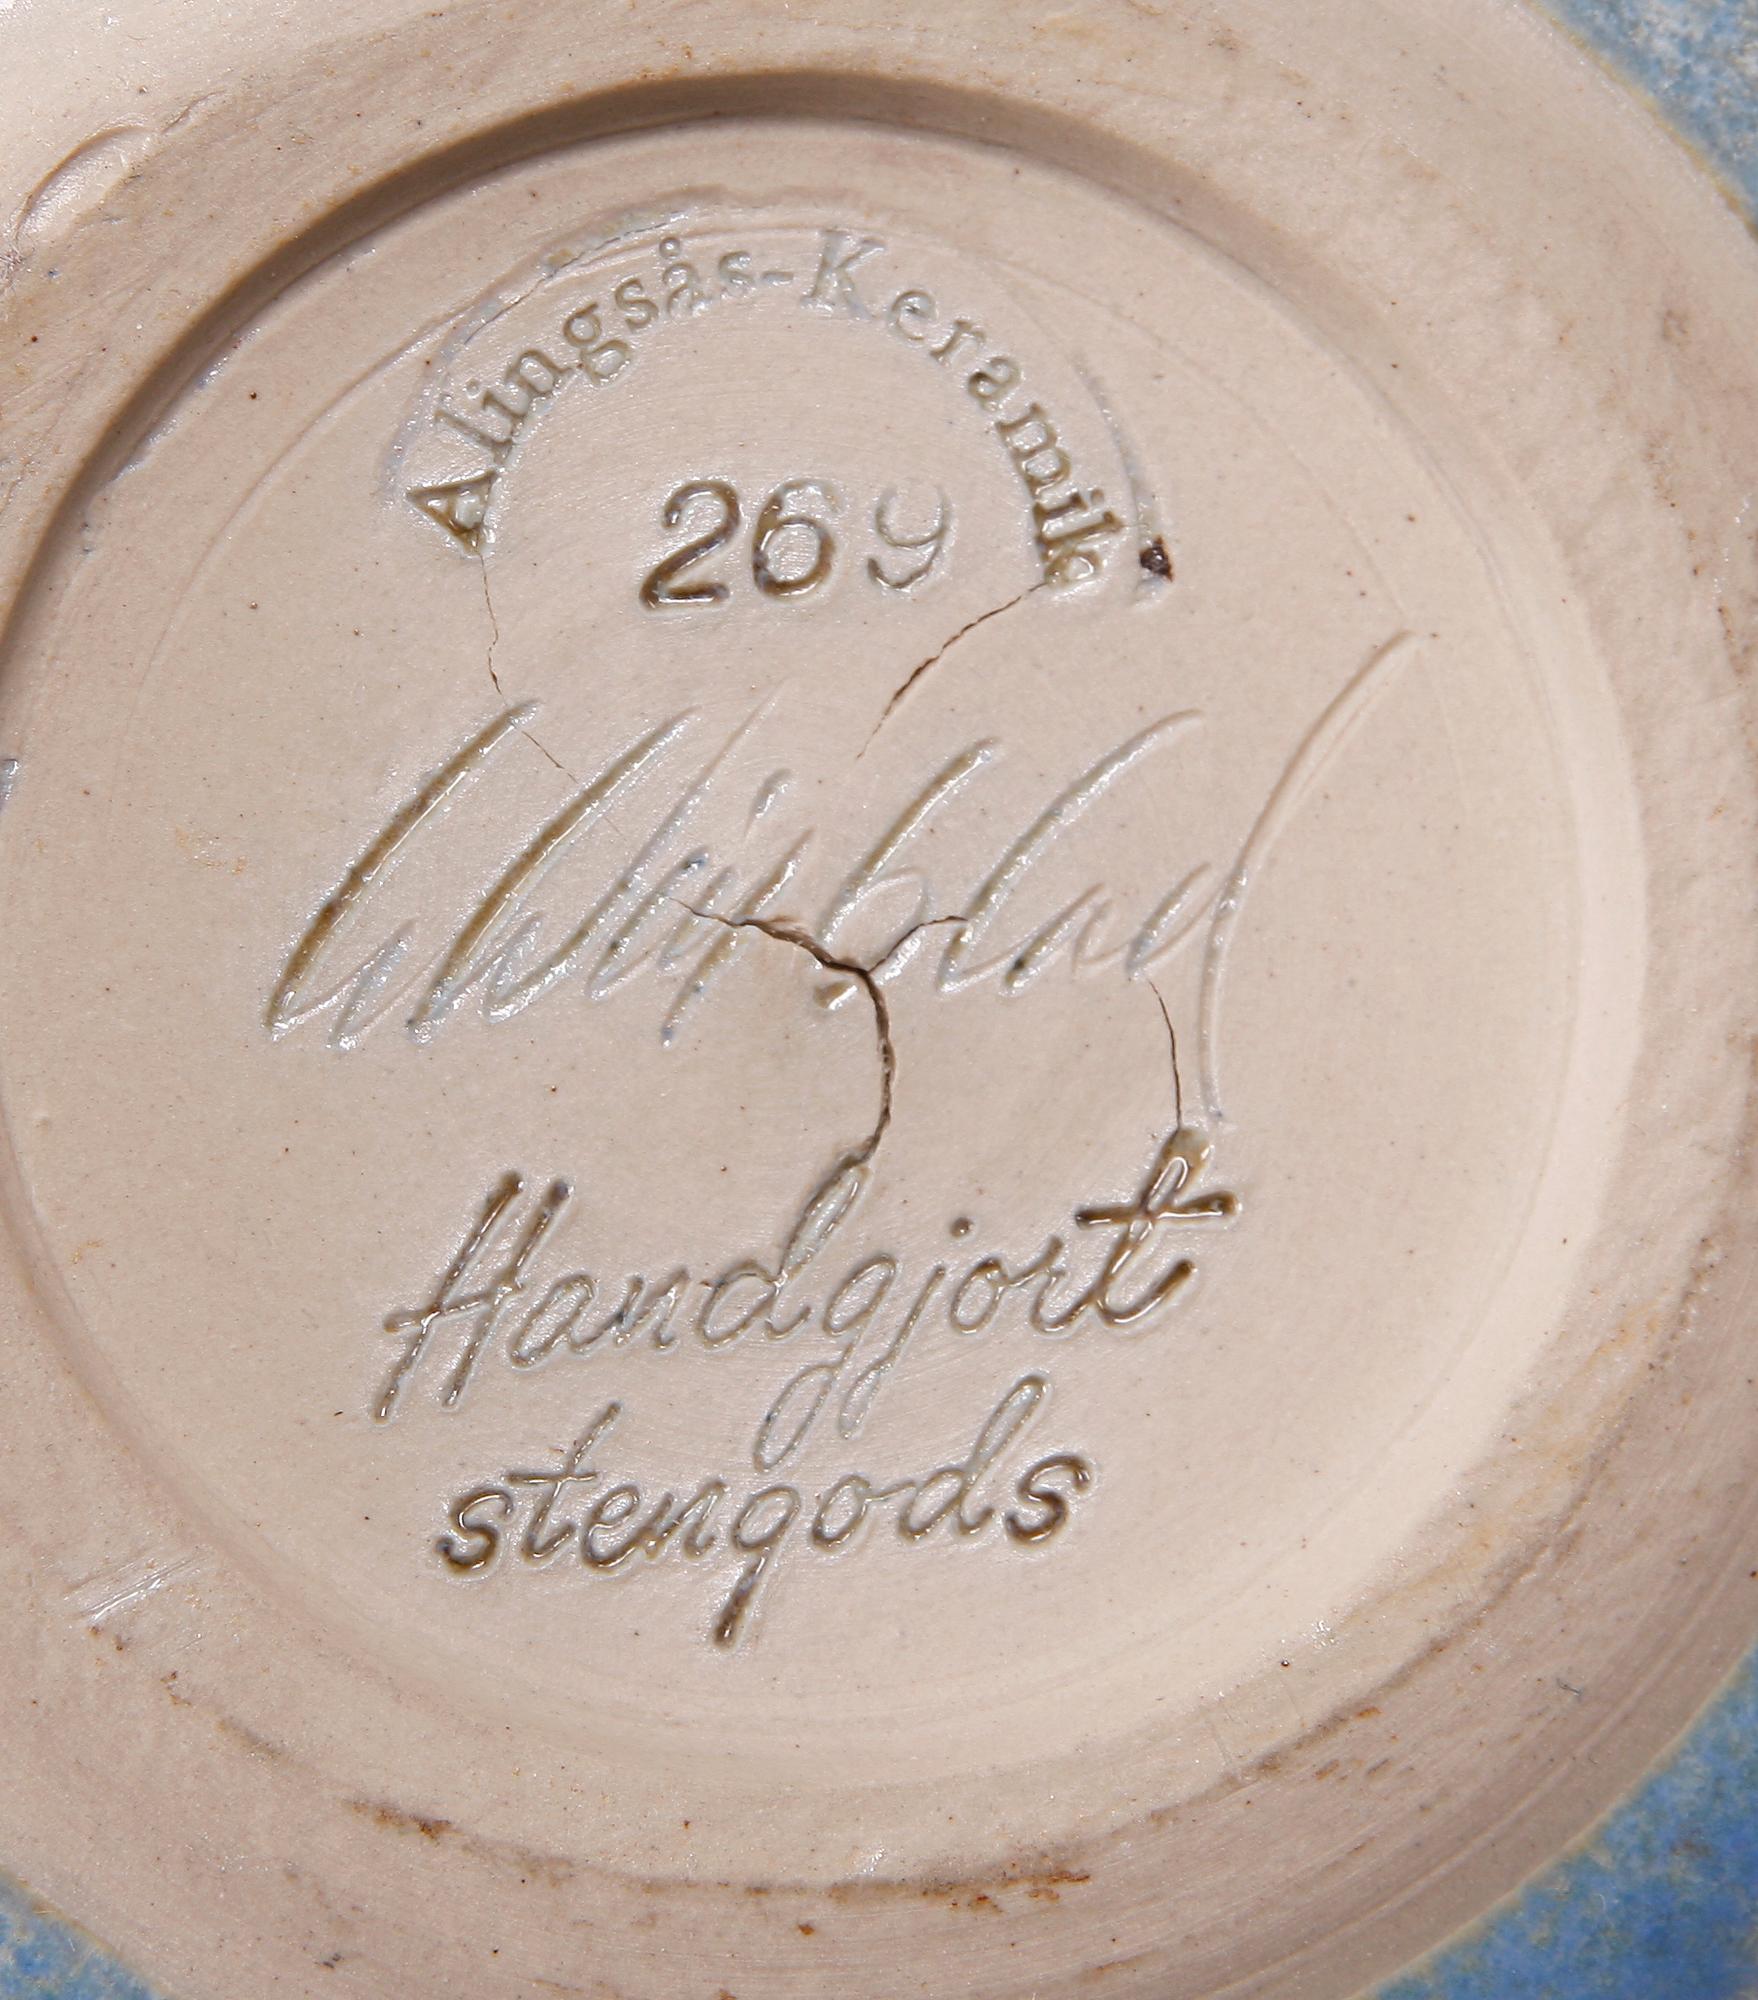 Alingsås-Keramik
269
Handgjort
stengods